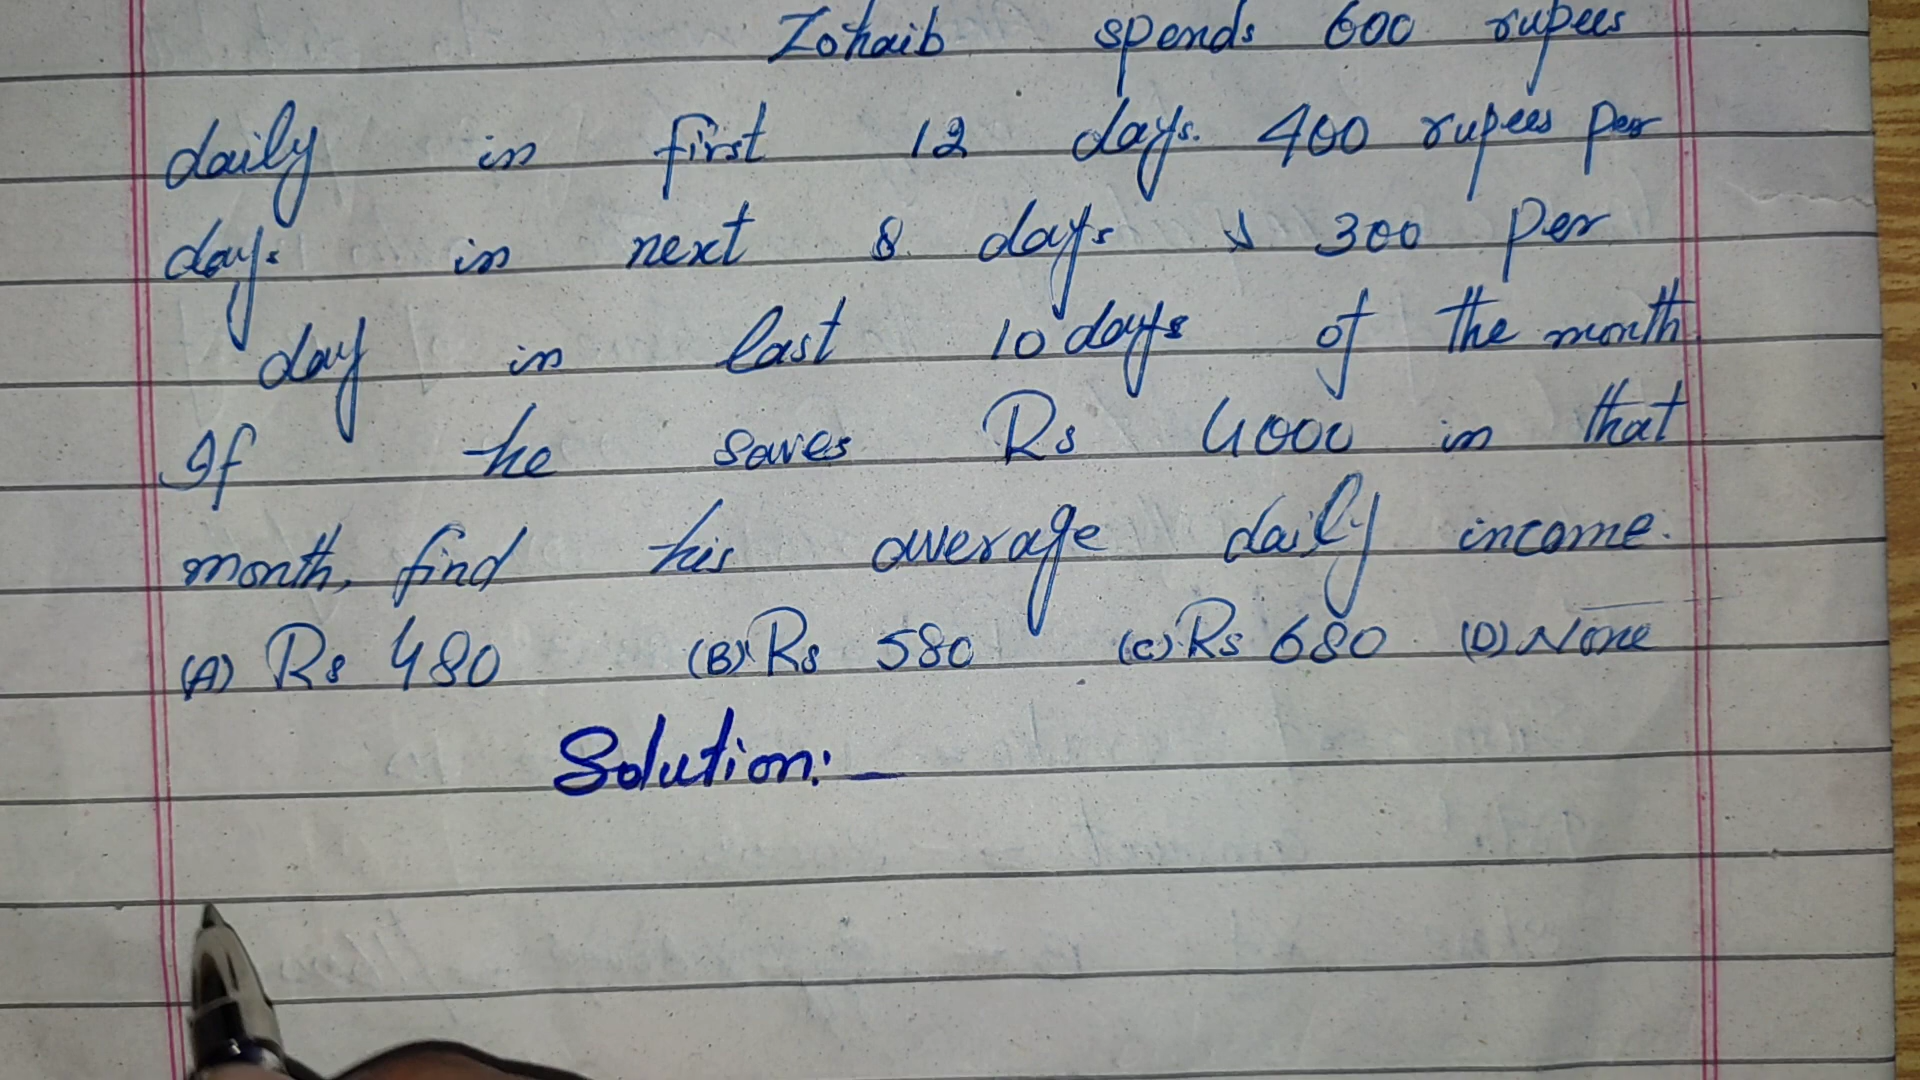 Zohaib spends 600 rupees
daily in first 12 days. 400 rupees per
day. in next 8 days & 300 per
day in last 10 days of the month.
If he saves Rs 4000 in that
month, find his average daily income.
(A) Rs 480 (B) Rs 580 (C) Rs 680 (D) None
Solution:-